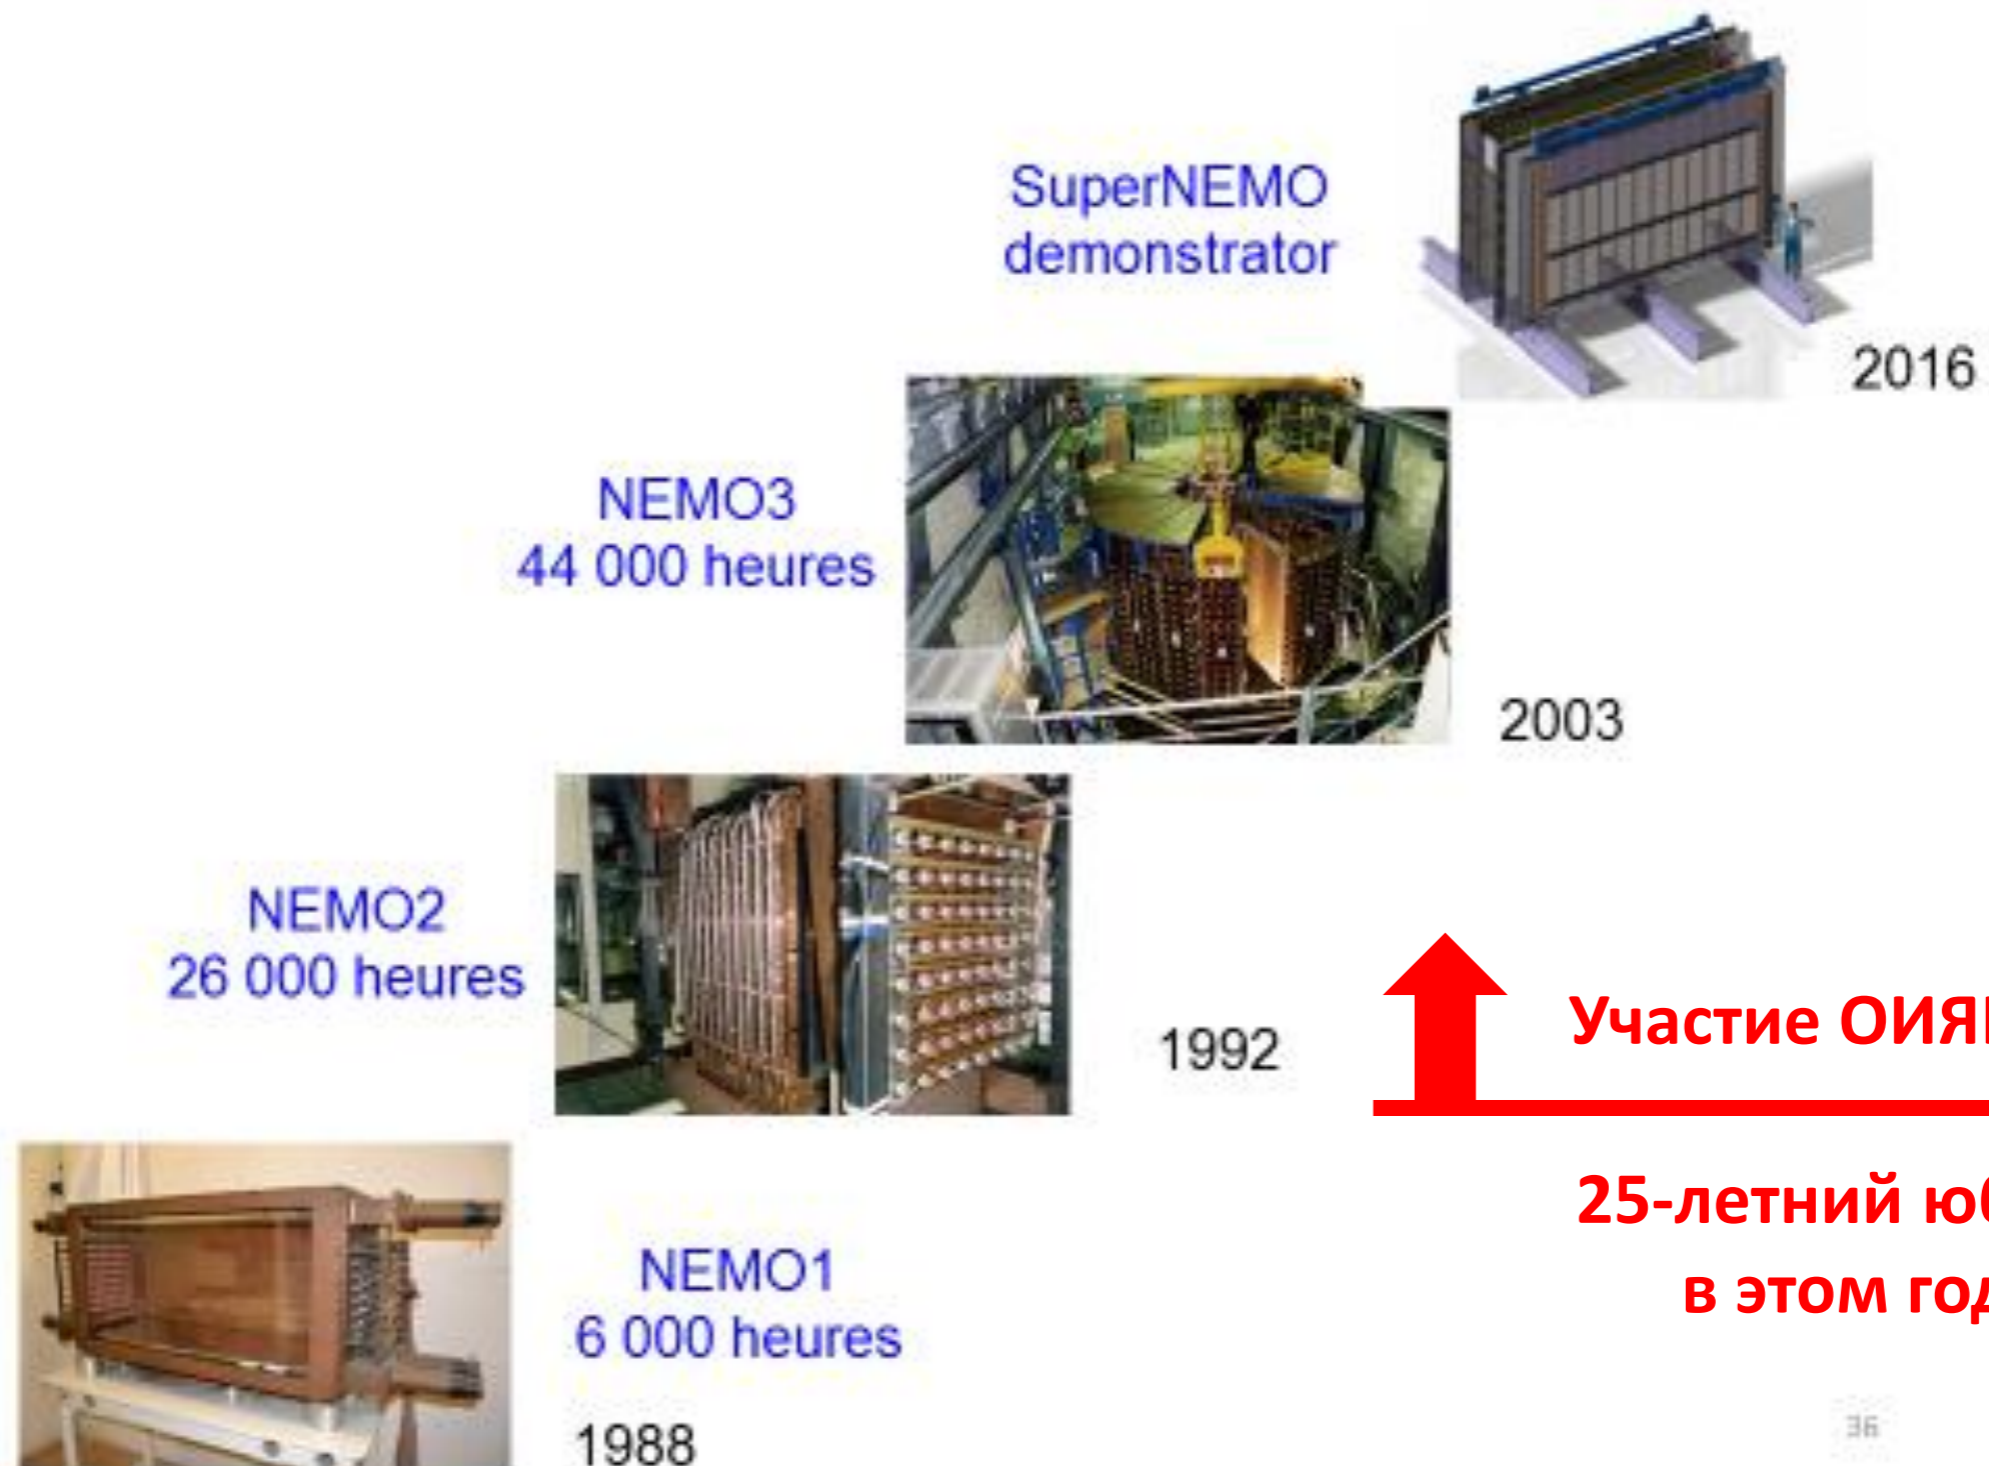 SuperNEMO
demonstrator
2016
NEMO3
44 000 heures
2003
NEMO2
26 000 heures
1992
Участие
25-летний
в этом
NEMO1
6 000 heures
1988
36